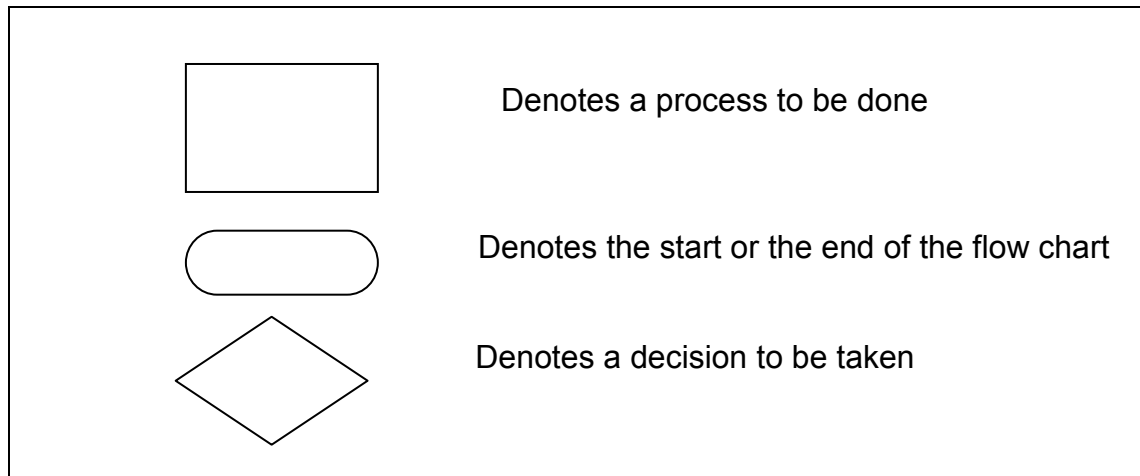 Denotes a process to be done
Denotes the start or the end of the flow chart
Denotes a decision to be taken